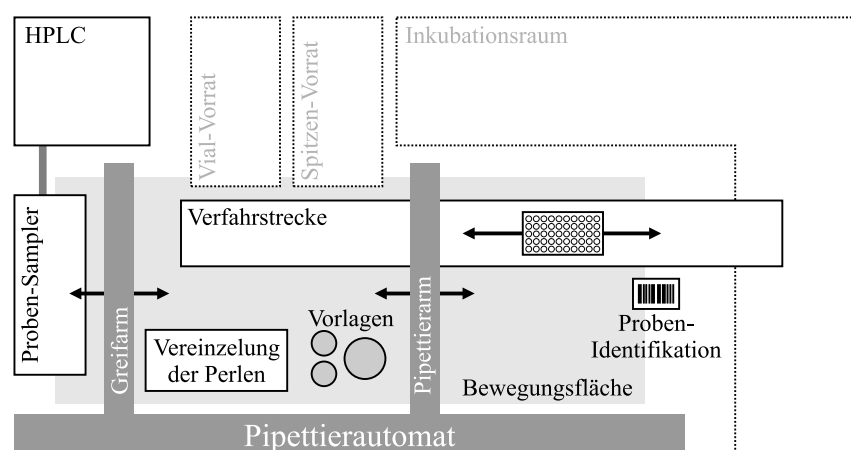 HPLC
Vial-Vorrat
Spitzen-Vorrat
Inkubationsraum
Verfahrstrecke
Proben-Sampler
Greifarm
Vereinzelung
der Perlen
Vorlagen
Pipettierarm
Proben-
Identifikation
Bewegungsfläche
Pipettierautomat